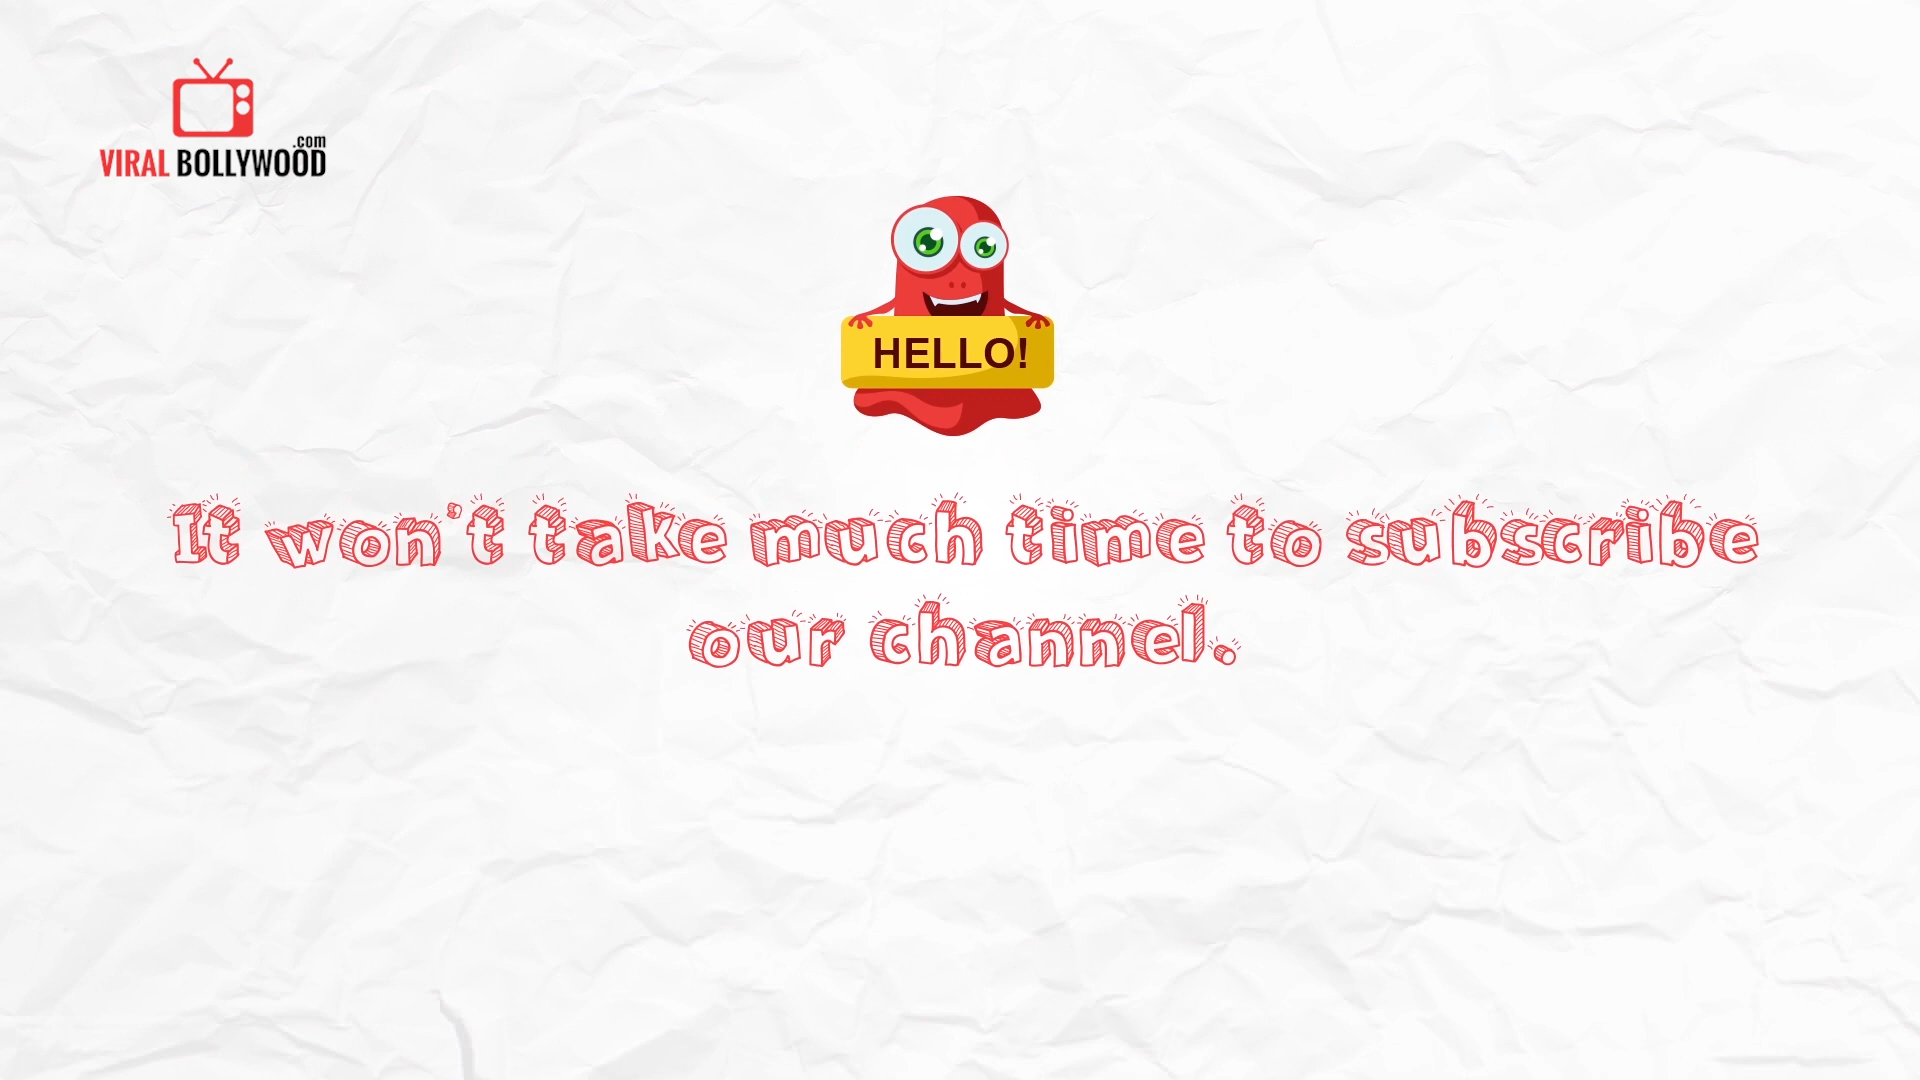 .com
VIRAL BOLLYWOOD
HELLO!
It won't take much time to subscribe
our channel.